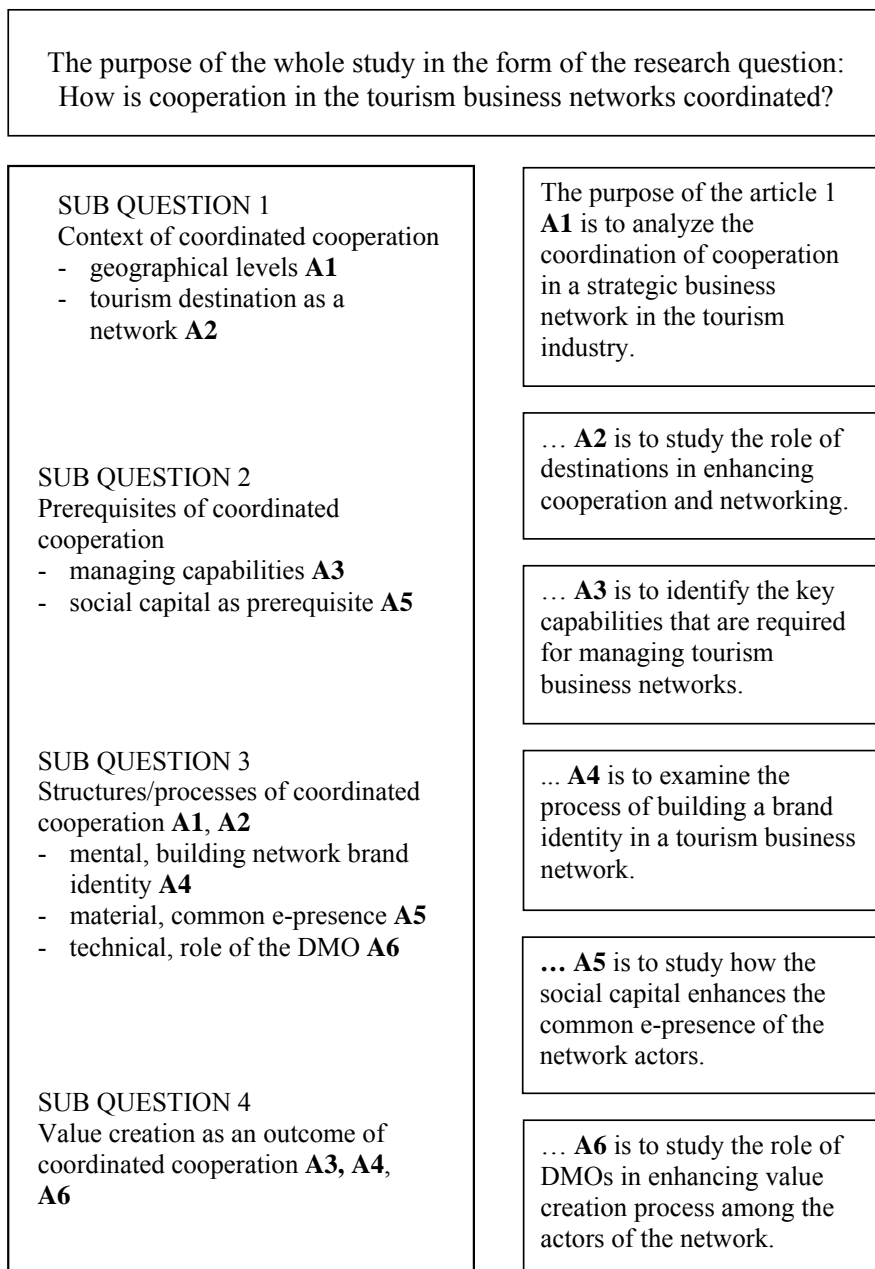 The purpose of the whole study in the form of the research question:
How is cooperation in the tourism business networks coordinated?
SUB QUESTION 1
Context of coordinated cooperation
- geographical levels A1
- tourism destination as a
network A2
SUB QUESTION 2
Prerequisites of coordinated
cooperation
- managing capabilities A3
- social capital as prerequisite A5
SUB QUESTION 3
Structures/processes of coordinated
cooperation A1, A2
- mental, building network brand
identity A4
- material, common e-presence A5
- technical, role of the DMO A6
SUB QUESTION 4
Value creation as an outcome of
coordinated cooperation A3, A4,
A6
The purpose of the article 1
A1 is to analyze the
coordination of cooperation
in a strategic business
network in the tourism
industry.
… A2 is to study the role of
destinations in enhancing
cooperation and networking.
… A3 is to identify the key
capabilities that are required
for managing tourism
business networks.
... A4 is to examine the
process of building a brand
identity in a tourism business
network.
… A5 is to study how the
social capital enhances the
common e-presence of the
network actors.
… A6 is to study the role of
DMOs in enhancing value
creation process among the
actors of the network.